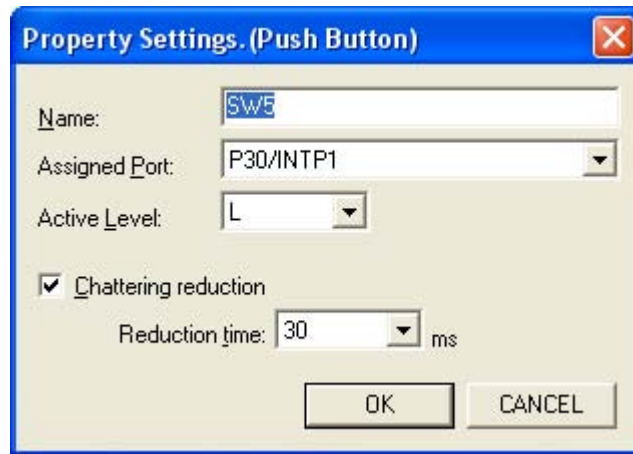 Property Settings. (Push Button)
Name: SW5
Assigned Port: P30/INTP1
Active Level: L
Chattering reduction
Reduction time: 30 ms
OK CANCEL